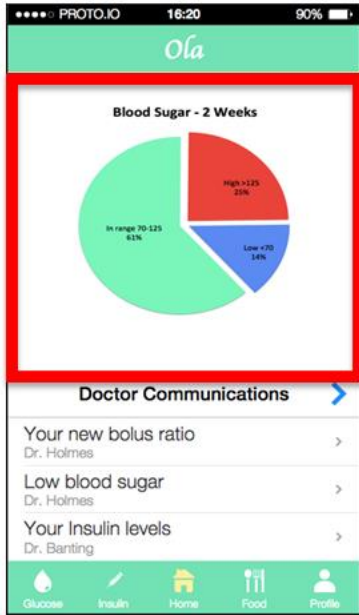 PROTO.IO 16:20 90%
Ola
Blood Sugar - 2 Weeks
High >125
25%
In range 70-125
61%
Low <70
14%
Doctor Communications
Your new bolus ratio
Dr. Holmes
Low blood sugar
Dr. Holmes
Your Insulin levels
Dr. Banting
Glucose Insulin Home Food Profile